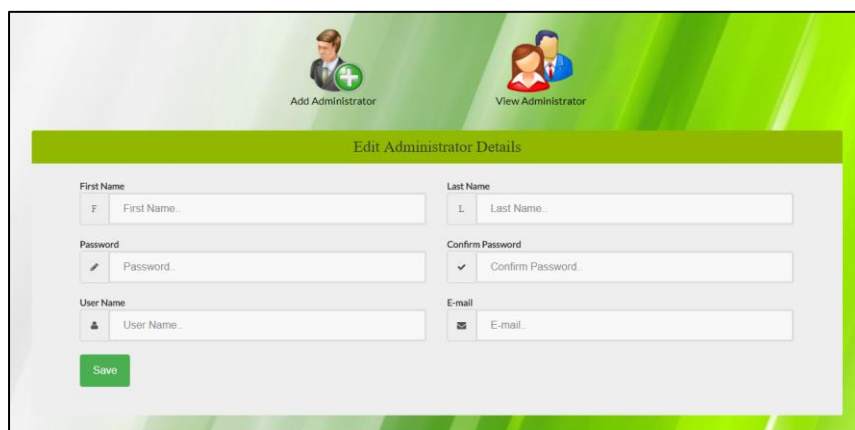 Add Administrator
View Administrator
Edit Administrator Details
First Name
Last Name
F First Name..
L Last Name..
Password
Confirm Password
Password..
Confirm Password..
User Name
E-mail
User Name..
E-mail..
Save